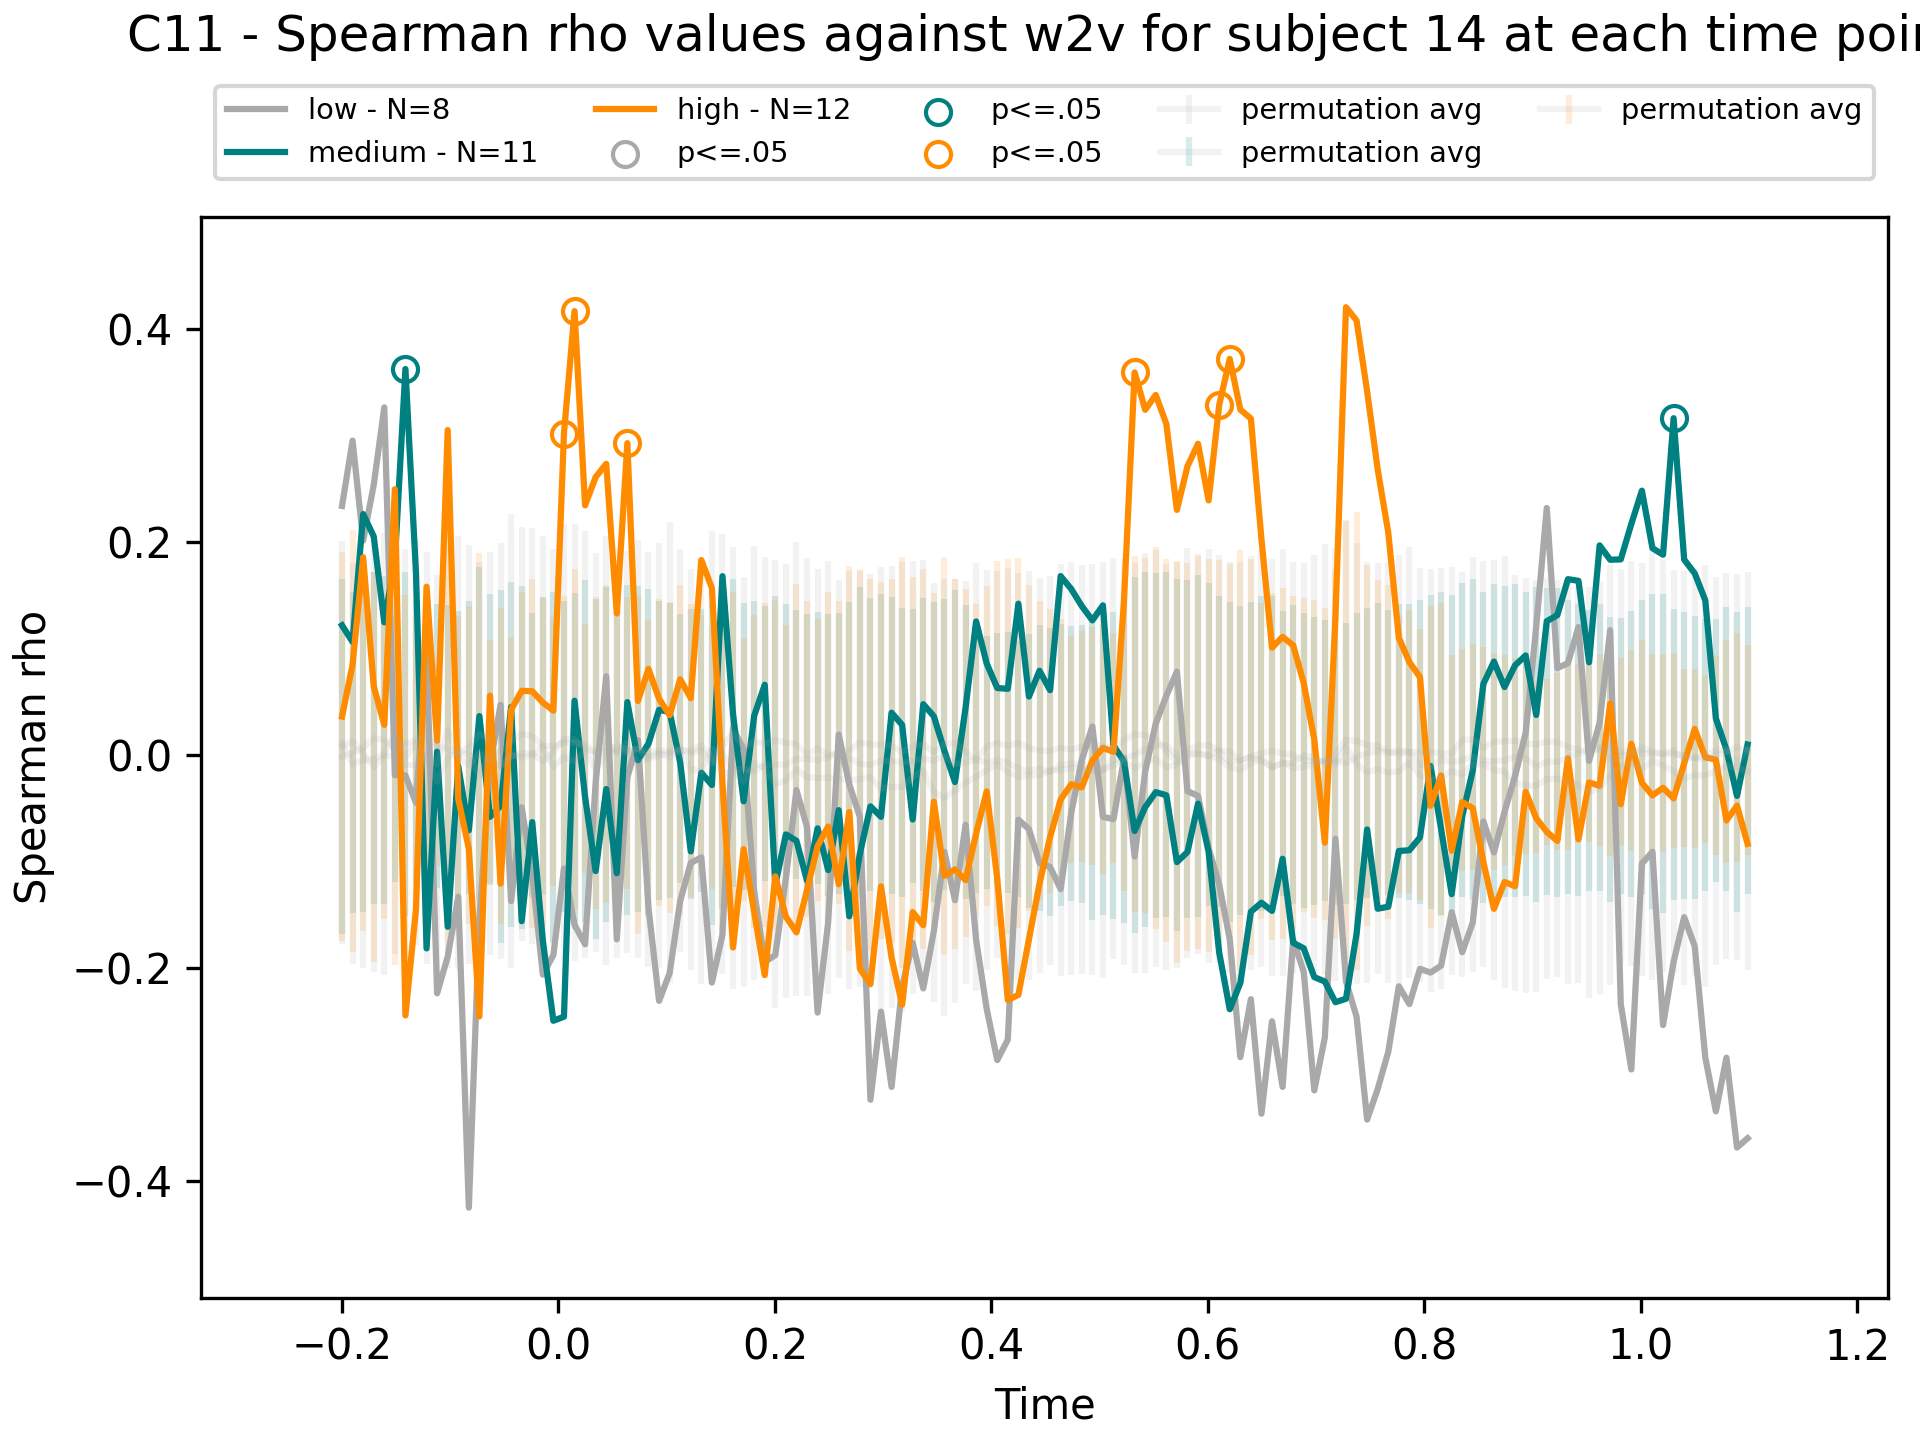 C11 - Spearman rho values against w2v for subject 14 at each time
low - N=8
medium - N=11
high - N=12
p<=.05
p<=.05
p<=.05
permutation avg
permutation avg
permutation avg
Spearman rho
0.4
0.2
0.0
−0.2
−0.4
−0.2
0.0
0.2
0.4
0.6
0.8
1.0
1.2
Time